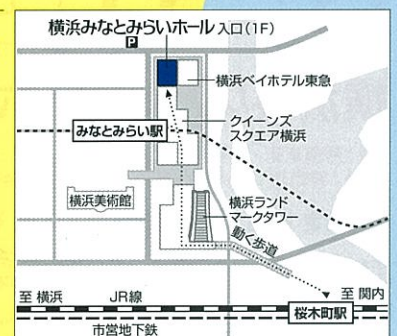 横浜みなとみらいホール 入口(1F)
P
横浜ベイホテル東急
クイーンズ
スクエア横浜
みなとみらい駅
横浜美術館
横浜ランド
マークタワー
動く歩道
至 横浜 JR線 至 関内
桜木町駅
市営地下鉄